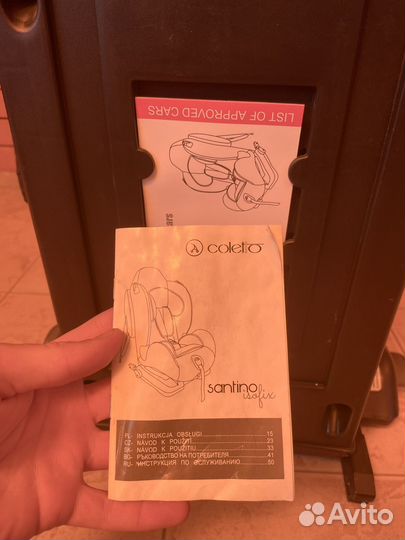 LIST OF APPROVED CARS
coletto
santino
isofix
PL- INSTRUKCJA OBSŁUGI 15
CZ- NÁVOD K POUŽITÍ 23
SK- NÁVOD K POUŽITIU 33
BG- РЪКОВОДСТВО НА ПОТРЕБИТЕЛЯ 41
RU- ИНСТРУКЦИЯ ПО ОБСЛУЖИВАНИЮ 50
Avito